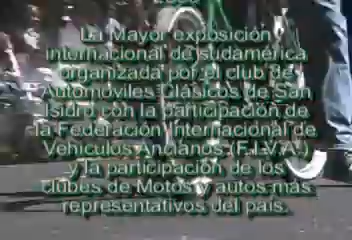 La Mayor exposición
internacional de sudamérica
organizada por el club de
Automóviles Clásicos de San
Isidro con la participación de
la Federación Internacional de
Vehiculos Ancianos (F.I.V.A.)
y la participación de los
clubes de Motos y autos más
representativos del país.